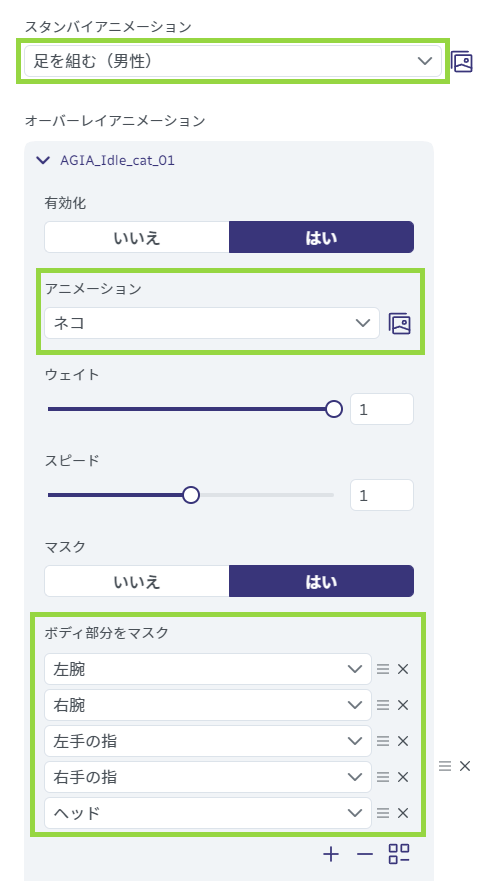 スタンバイアニメーション
足を組む（男性）
オーバーレイアニメーション
AGIA_Idle_cat_01
有効化
いいえ はい
アニメーション
ネコ
ウェイト
1
スピード
1
マスク
いいえ はい
ボディ部分をマスク
左腕
右腕
左手の指
右手の指
ヘッド